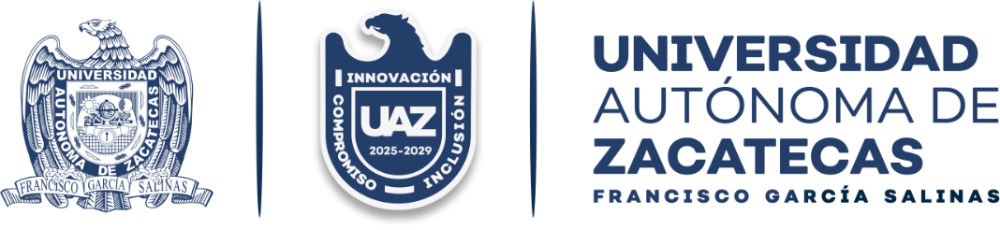 UNIVERSIDAD
AUTÓNOMA
DE ZACATECAS
FRANCISCO GARCÍA SALINAS
INNOVACIÓN
COMPROMISO
UAZ
2025-2029
INCLUSIÓN
UNIVERSIDAD
AUTÓNOMA DE
ZACATECAS
FRANCISCO GARCÍA SALINAS